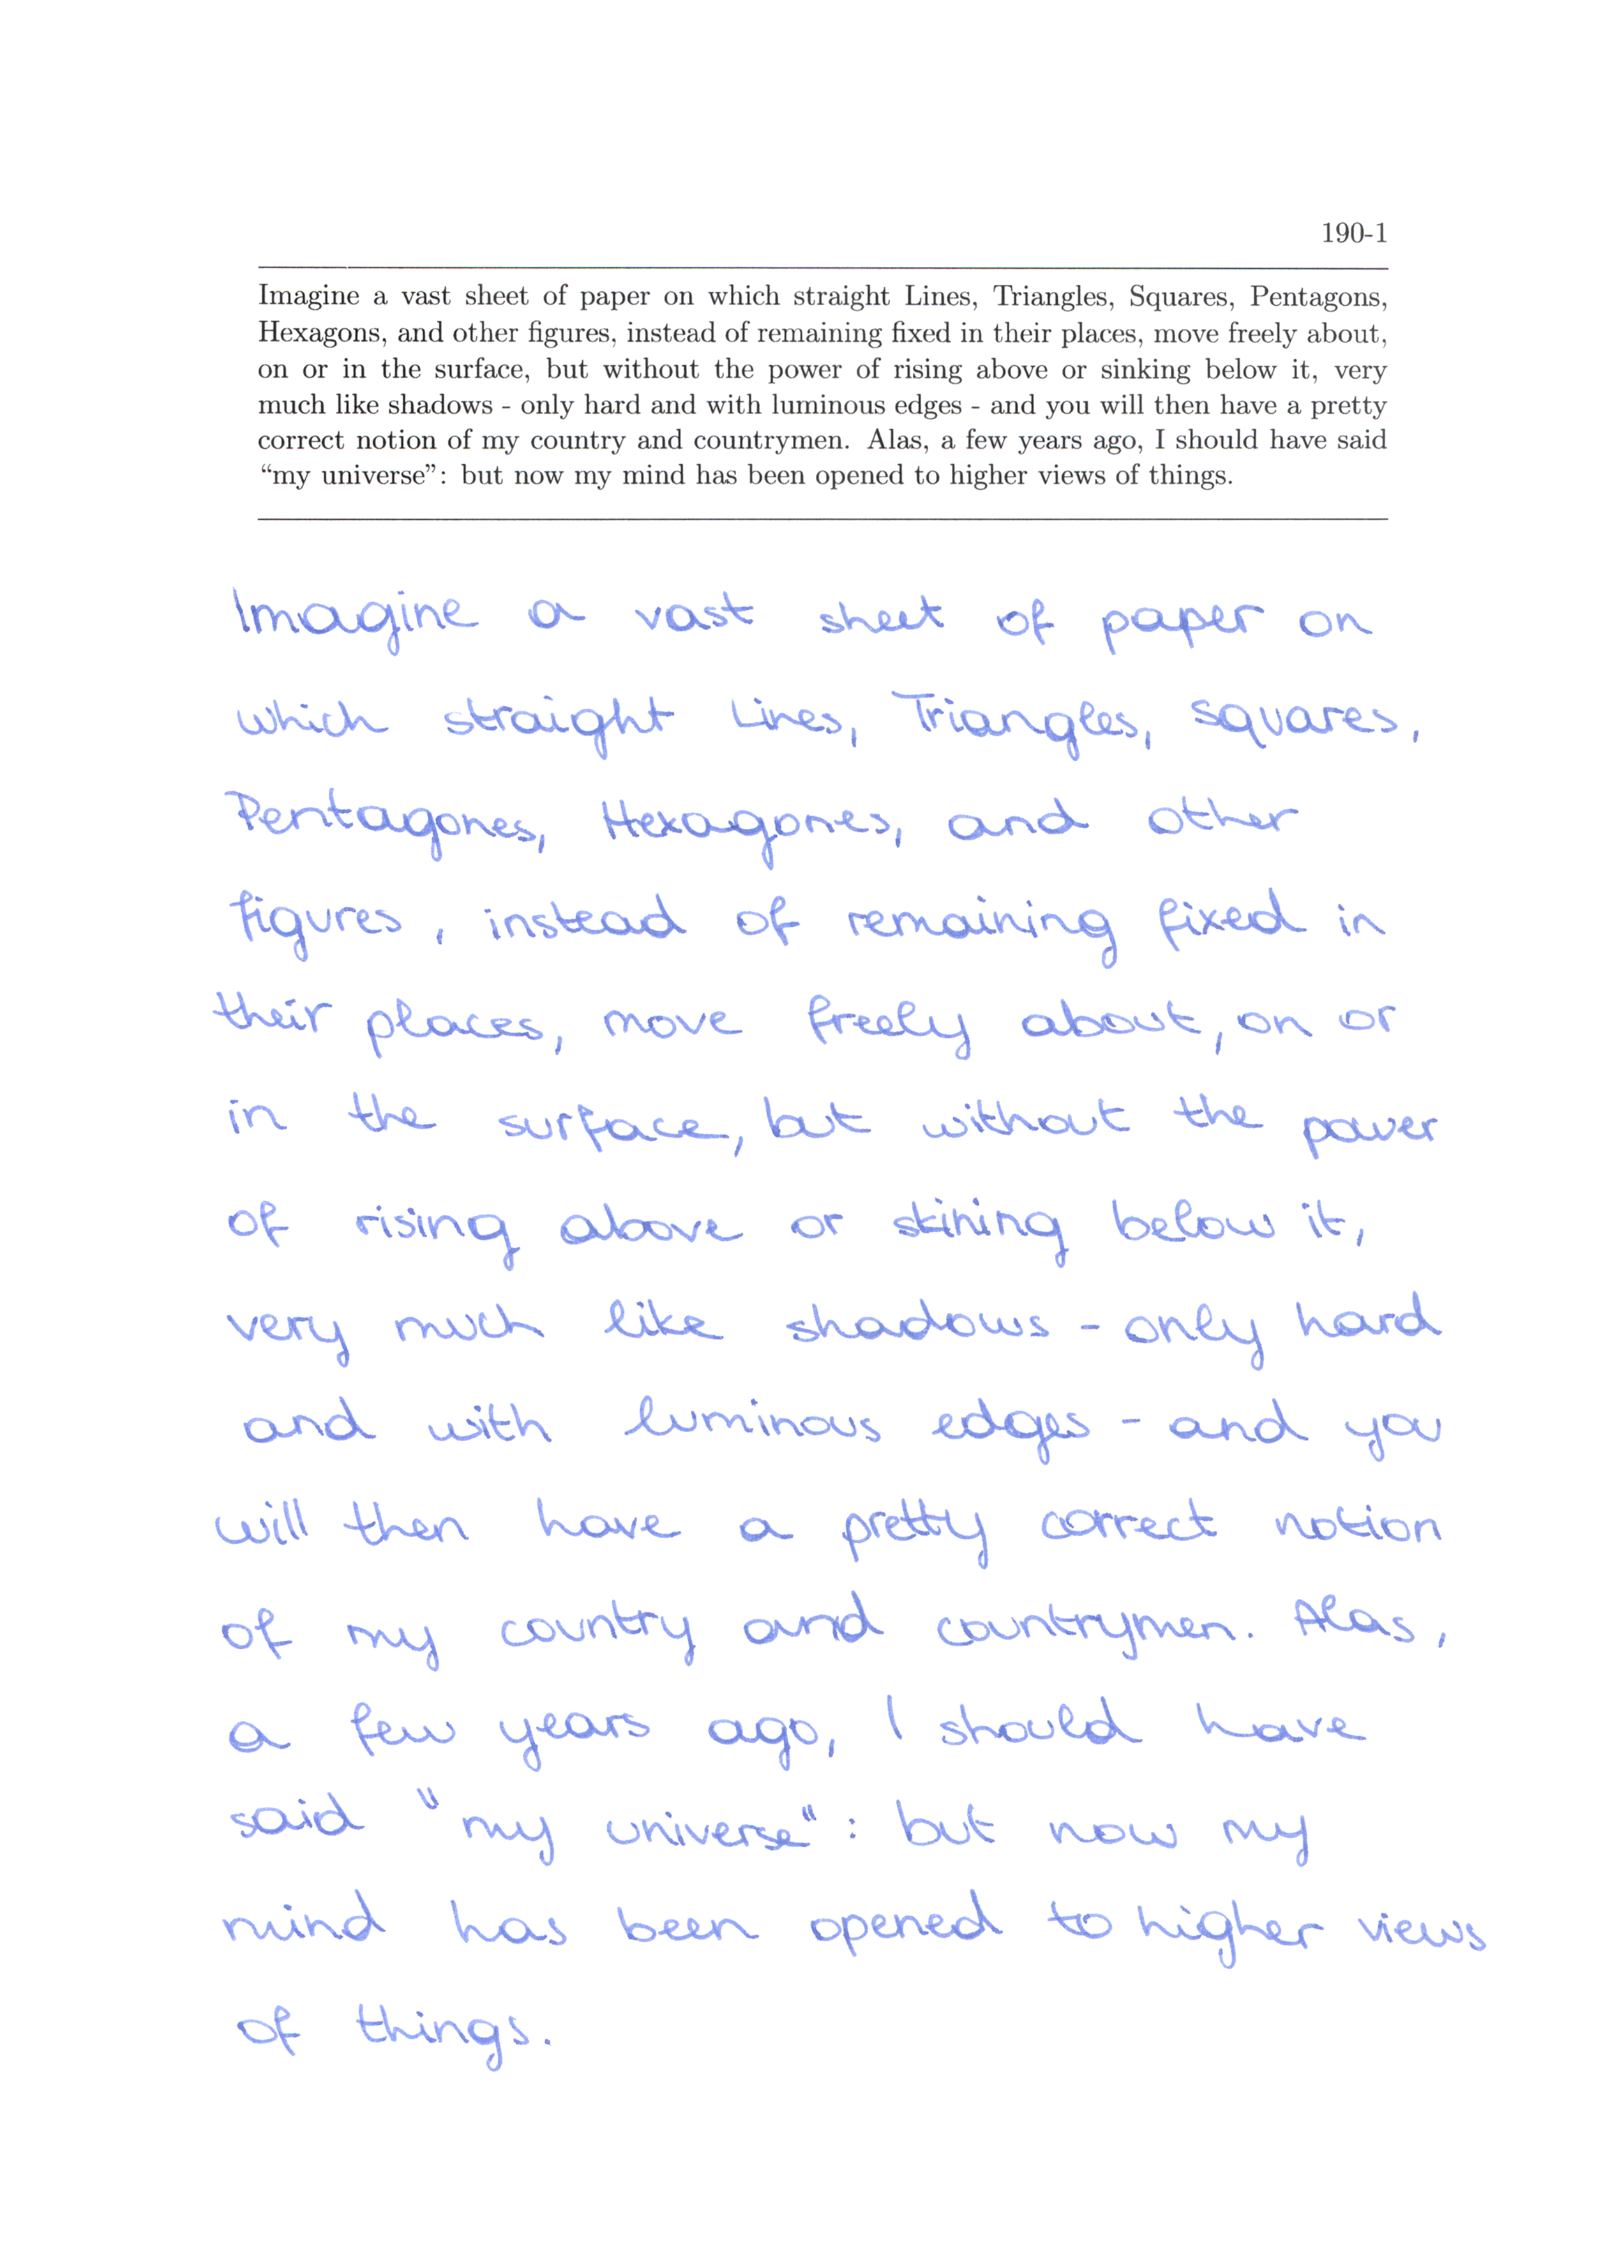 190-1
Imagine a vast sheet of paper on which straight Lines, Triangles, Squares, Pentagons,
Hexagons, and other figures, instead of remaining fixed in their places, move freely about,
on or in the surface, but without the power of rising above or sinking below it, very
much like shadows - only hard and with luminous edges - and you will then have a pretty
correct notion of my country and countrymen. Alas, a few years ago, I should have said
“my universe”: but now my mind has been opened to higher views of things.
Imagine a vast sheet of paper on
which straight Lines, Triangles, Squares,
Pentagones, Hexagones, and other
figures, instead of remaining fixed in
their places, move freely about, on or
in the surface, but without the power
of rising above or skining below it,
very much like shadows - only hard
and with luminous edges - and you
will then have a pretty correct notion
of my country and countrymen. Alas,
a few years ago, I should have
said "my universe": but now my
mind has been opened to higher views
of things.